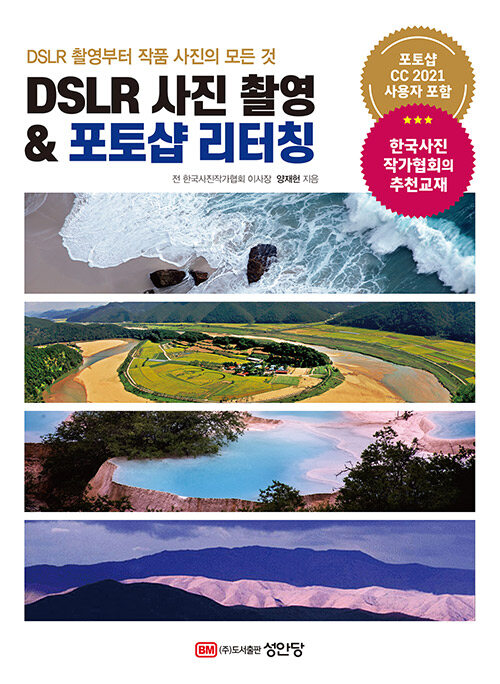 DSLR 촬영부터 작품 사진의 모든 것
DSLR 사진 촬영
& 포토샵 리터칭
전 한국사진작가협회 이사장 양재헌 지음
포토샵
CC 2021
사용자 포함
한국사진
작가협회의
추천교재
BM (주)도서출판 성안당